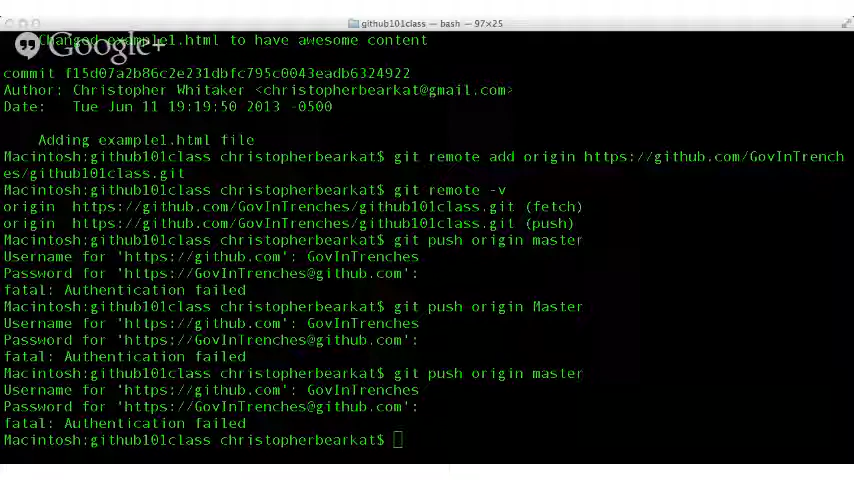 github101class — bash — 97×25
Changed example1.html to have awesome content
Google+
commit f15d07a2b86c2e231dbfc795c0043eadb6324922
Author: Christopher Whitaker <christopherbearkat@gmail.com>
Date:   Tue Jun 11 19:19:50 2013 -0500
Adding example1.html file
Macintosh:github101class christopherbearkat$ git remote add origin https://github.com/GovInTrench
es/github101class.git
Macintosh:github101class christopherbearkat$ git remote -v
origin  https://github.com/GovInTrenches/github101class.git (fetch)
origin  https://github.com/GovInTrenches/github101class.git (push)
Macintosh:github101class christopherbearkat$ git push origin master
Username for 'https://github.com': GovInTrenches
Password for 'https://GovInTrenches@github.com':
fatal: Authentication failed
Macintosh:github101class christopherbearkat$ git push origin Master
Username for 'https://github.com': GovInTrenches
Password for 'https://GovInTrenches@github.com':
fatal: Authentication failed
Macintosh:github101class christopherbearkat$ git push origin master
Username for 'https://github.com': GovInTrenches
Password for 'https://GovInTrenches@github.com':
fatal: Authentication failed
Macintosh:github101class christopherbearkat$